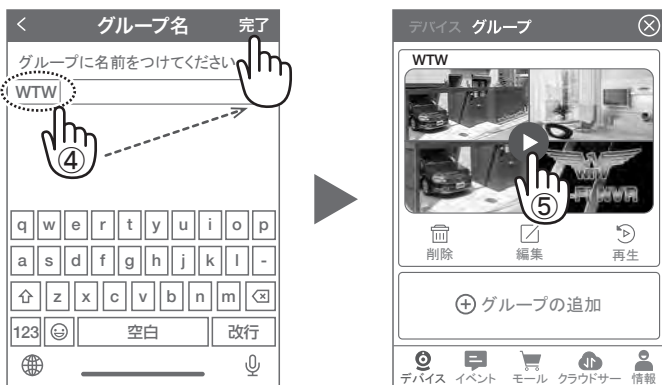 < グループ名 完了
グループに名前をつけてください
WTW
④
q w e r t y u i o p
a s d f g h j k l -
z x c v b n m
123 空白 改行
デバイス グループ
WTW
⑤
WTW
-FI NVR
削除 編集 再生
グループの追加
デバイス イベント モール クラウドサー 情報